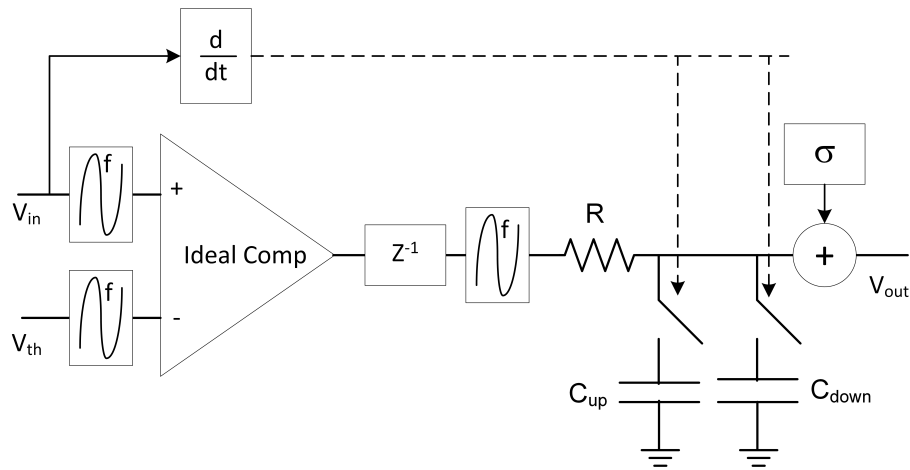 d
dt
f
+
V_in
Ideal Comp
Z^-1
f
R
σ
+
V_out
f
-
V_th
C_up
C_down